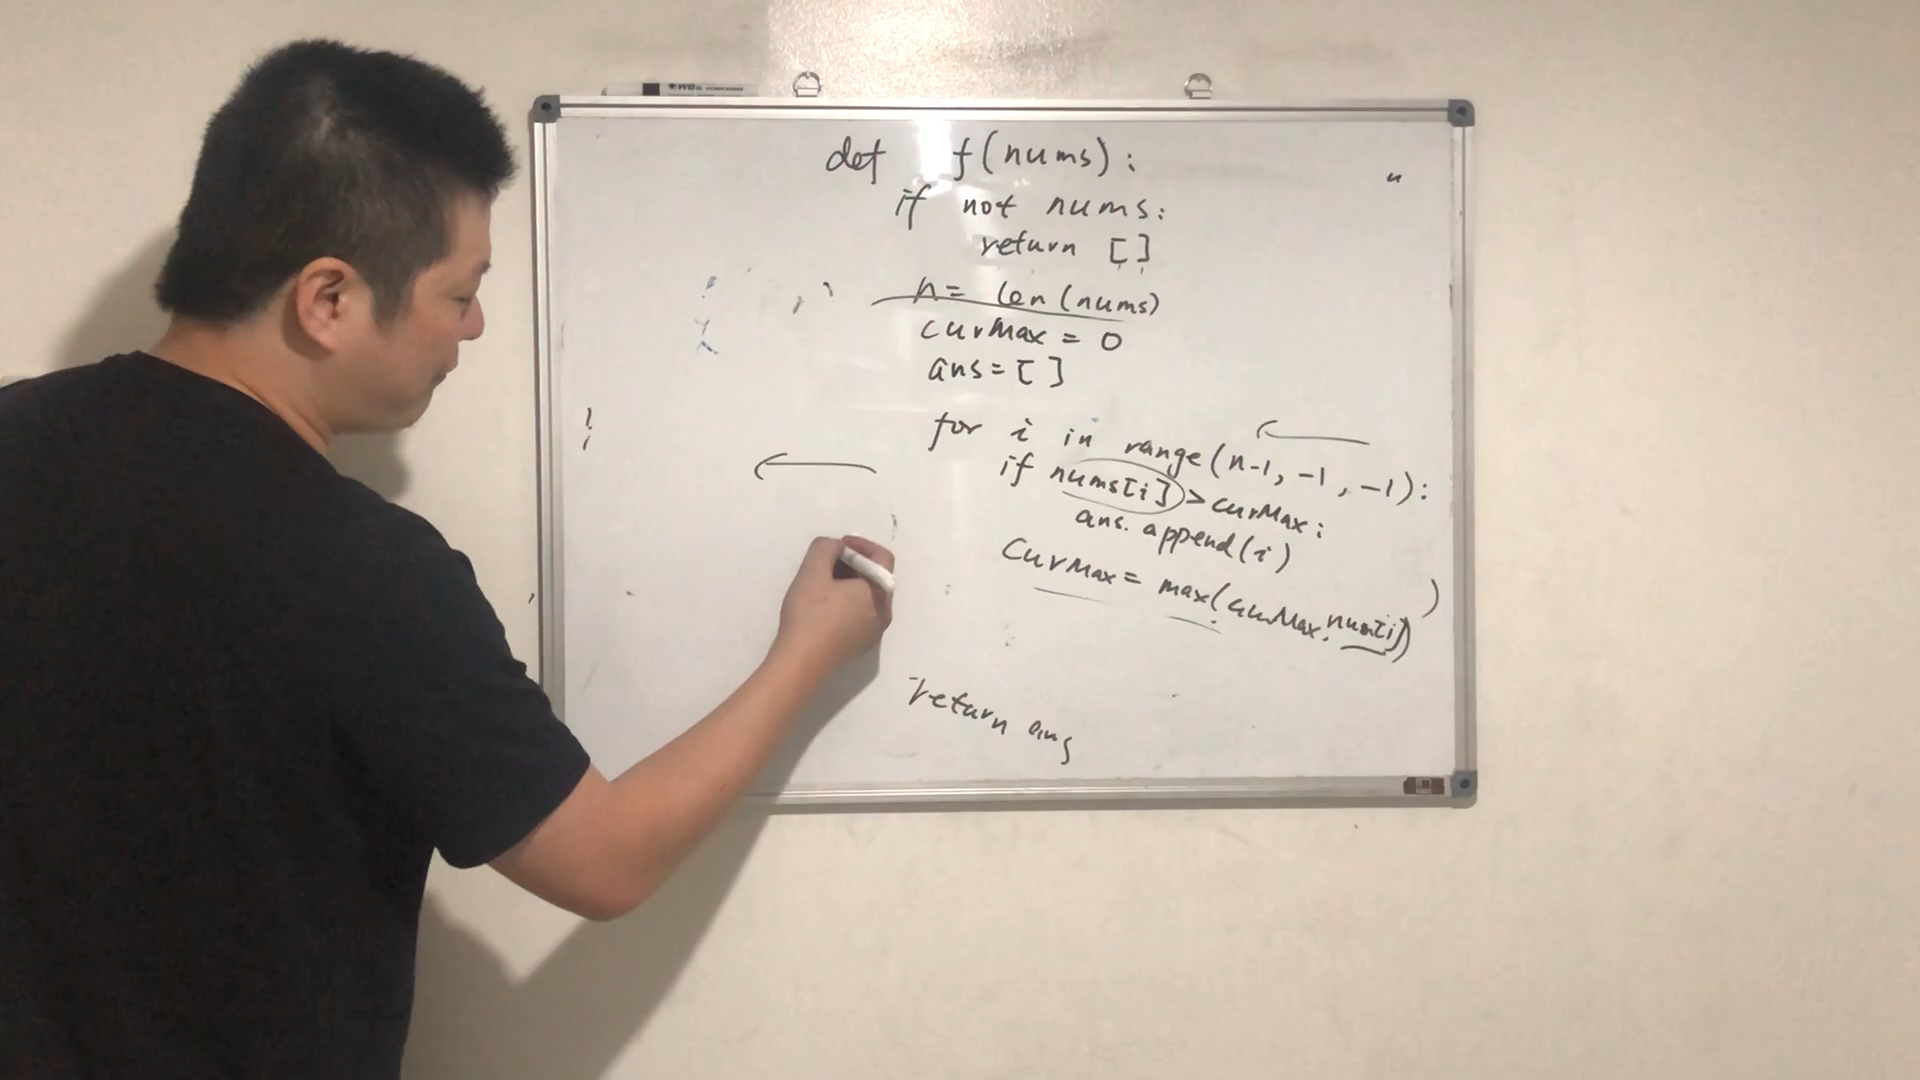 def f(nums):
if not nums:
return []
n = len(nums)
curMax = 0
ans = [ ]
for i in range(n-1, -1, -1):
if nums[i] > curMax:
ans.append(i)
curMax = max(curMax, nums[i])
return ans